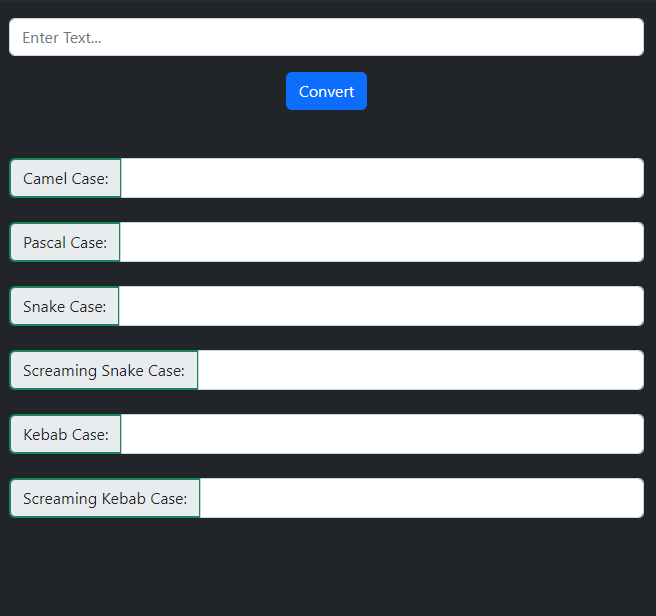 Enter Text...
Convert
Camel Case:
Pascal Case:
Snake Case:
Screaming Snake Case:
Kebab Case:
Screaming Kebab Case: